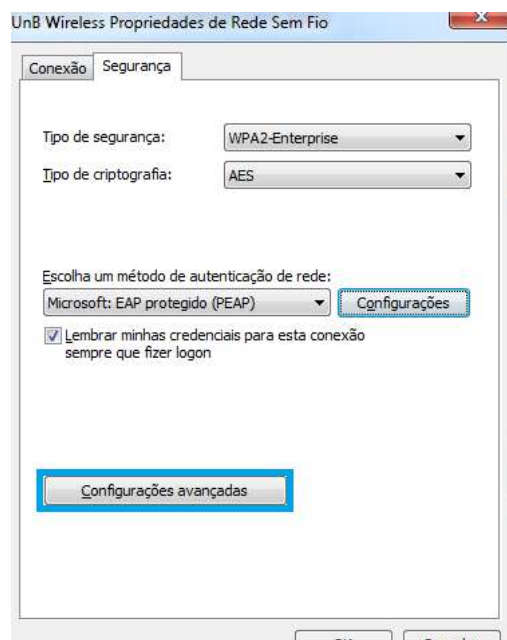 UnB Wireless Propriedades de Rede Sem Fio
Conexão Segurança
Tipo de segurança: WPA2-Enterprise
Tipo de criptografia: AES
Escolha um método de autenticação de rede:
Microsoft: EAP protegido (PEAP) Configurações
Lembrar minhas credenciais para esta conexão
sempre que fizer logon
Configurações avançadas